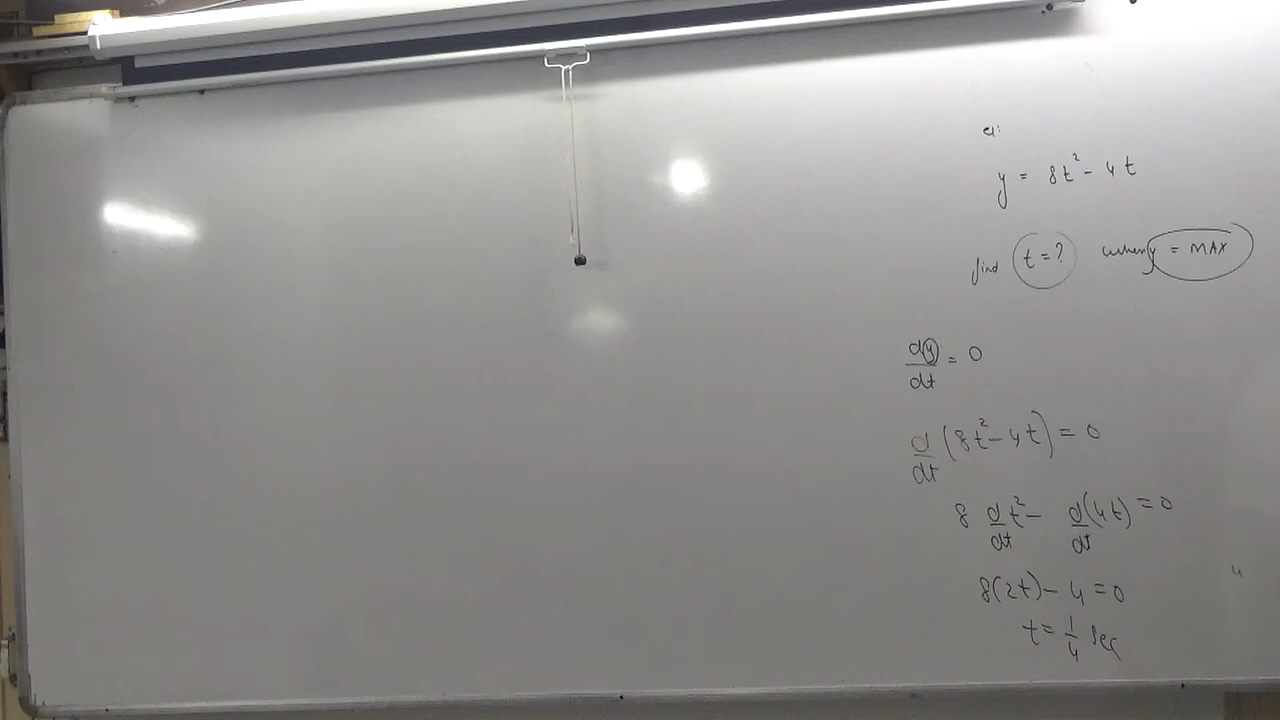 ex:
y = 8t² - 4t
find t = ? when y = MAX
dy/dt = 0
d/dt (8t² - 4t) = 0
8 d/dt t² - d/dt (4t) = 0
8(2t) - 4 = 0
t = 1/4 sec